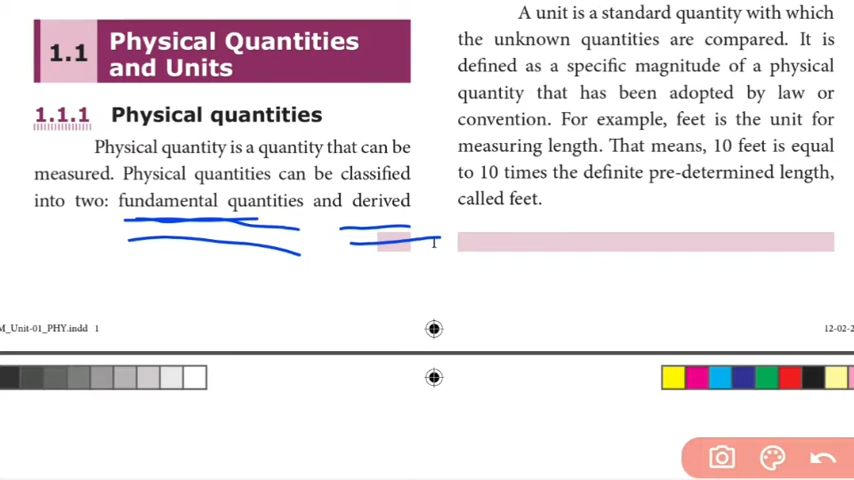 1.1 Physical Quantities
and Units
1.1.1 Physical quantities
Physical quantity is a quantity that can be
measured. Physical quantities can be classified
into two: fundamental quantities and derived
A unit is a standard quantity with which
the unknown quantities are compared. It is
defined as a specific magnitude of a physical
quantity that has been adopted by law or
convention. For example, feet is the unit for
measuring length. That means, 10 feet is equal
to 10 times the definite pre-determined length,
called feet.
M_Unit-01_PHY.indd 1
12-02-2